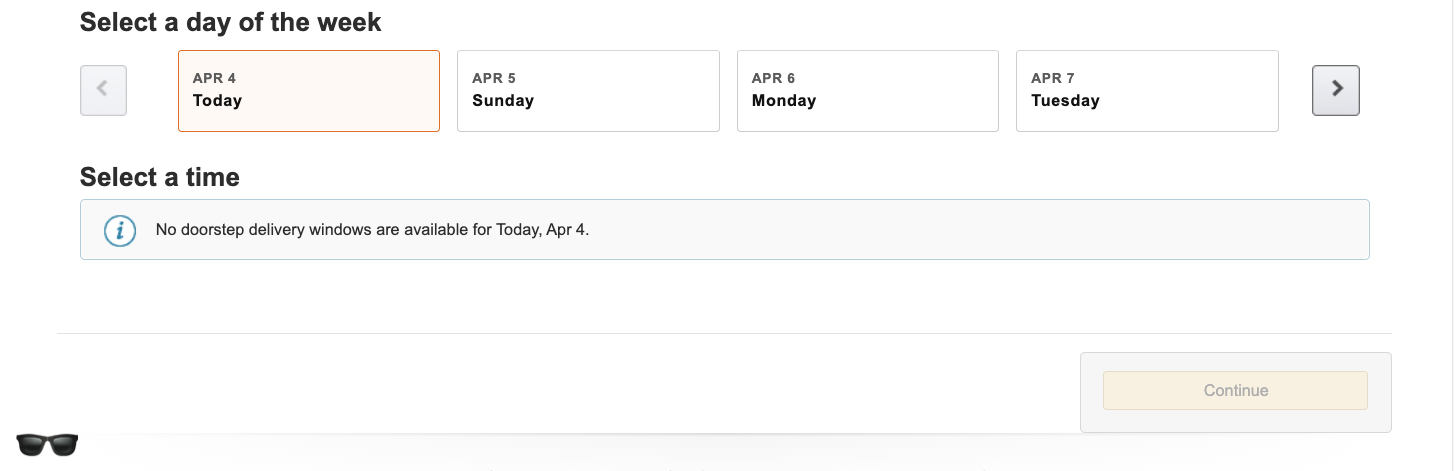 Select a day of the week
APR 4
Today
APR 5
Sunday
APR 6
Monday
APR 7
Tuesday
Select a time
i No doorstep delivery windows are available for Today, Apr 4.
Continue